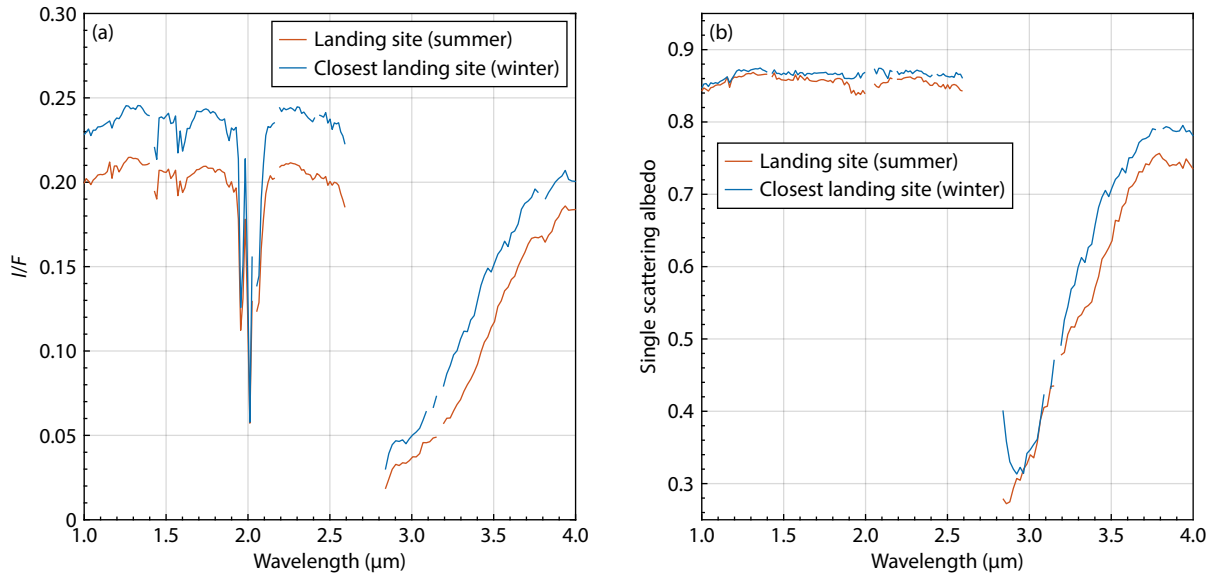 (a)
Landing site (summer)
Closest landing site (winter)
0.30
0.25
0.20
0.15
0.10
0.05
0
I/F
1.0 1.5 2.0 2.5 3.0 3.5 4.0
Wavelength (μm)
(b)
Landing site (summer)
Closest landing site (winter)
0.9
0.8
0.7
0.6
0.5
0.4
0.3
Single scattering albedo
1.0 1.5 2.0 2.5 3.0 3.5 4.0
Wavelength (μm)